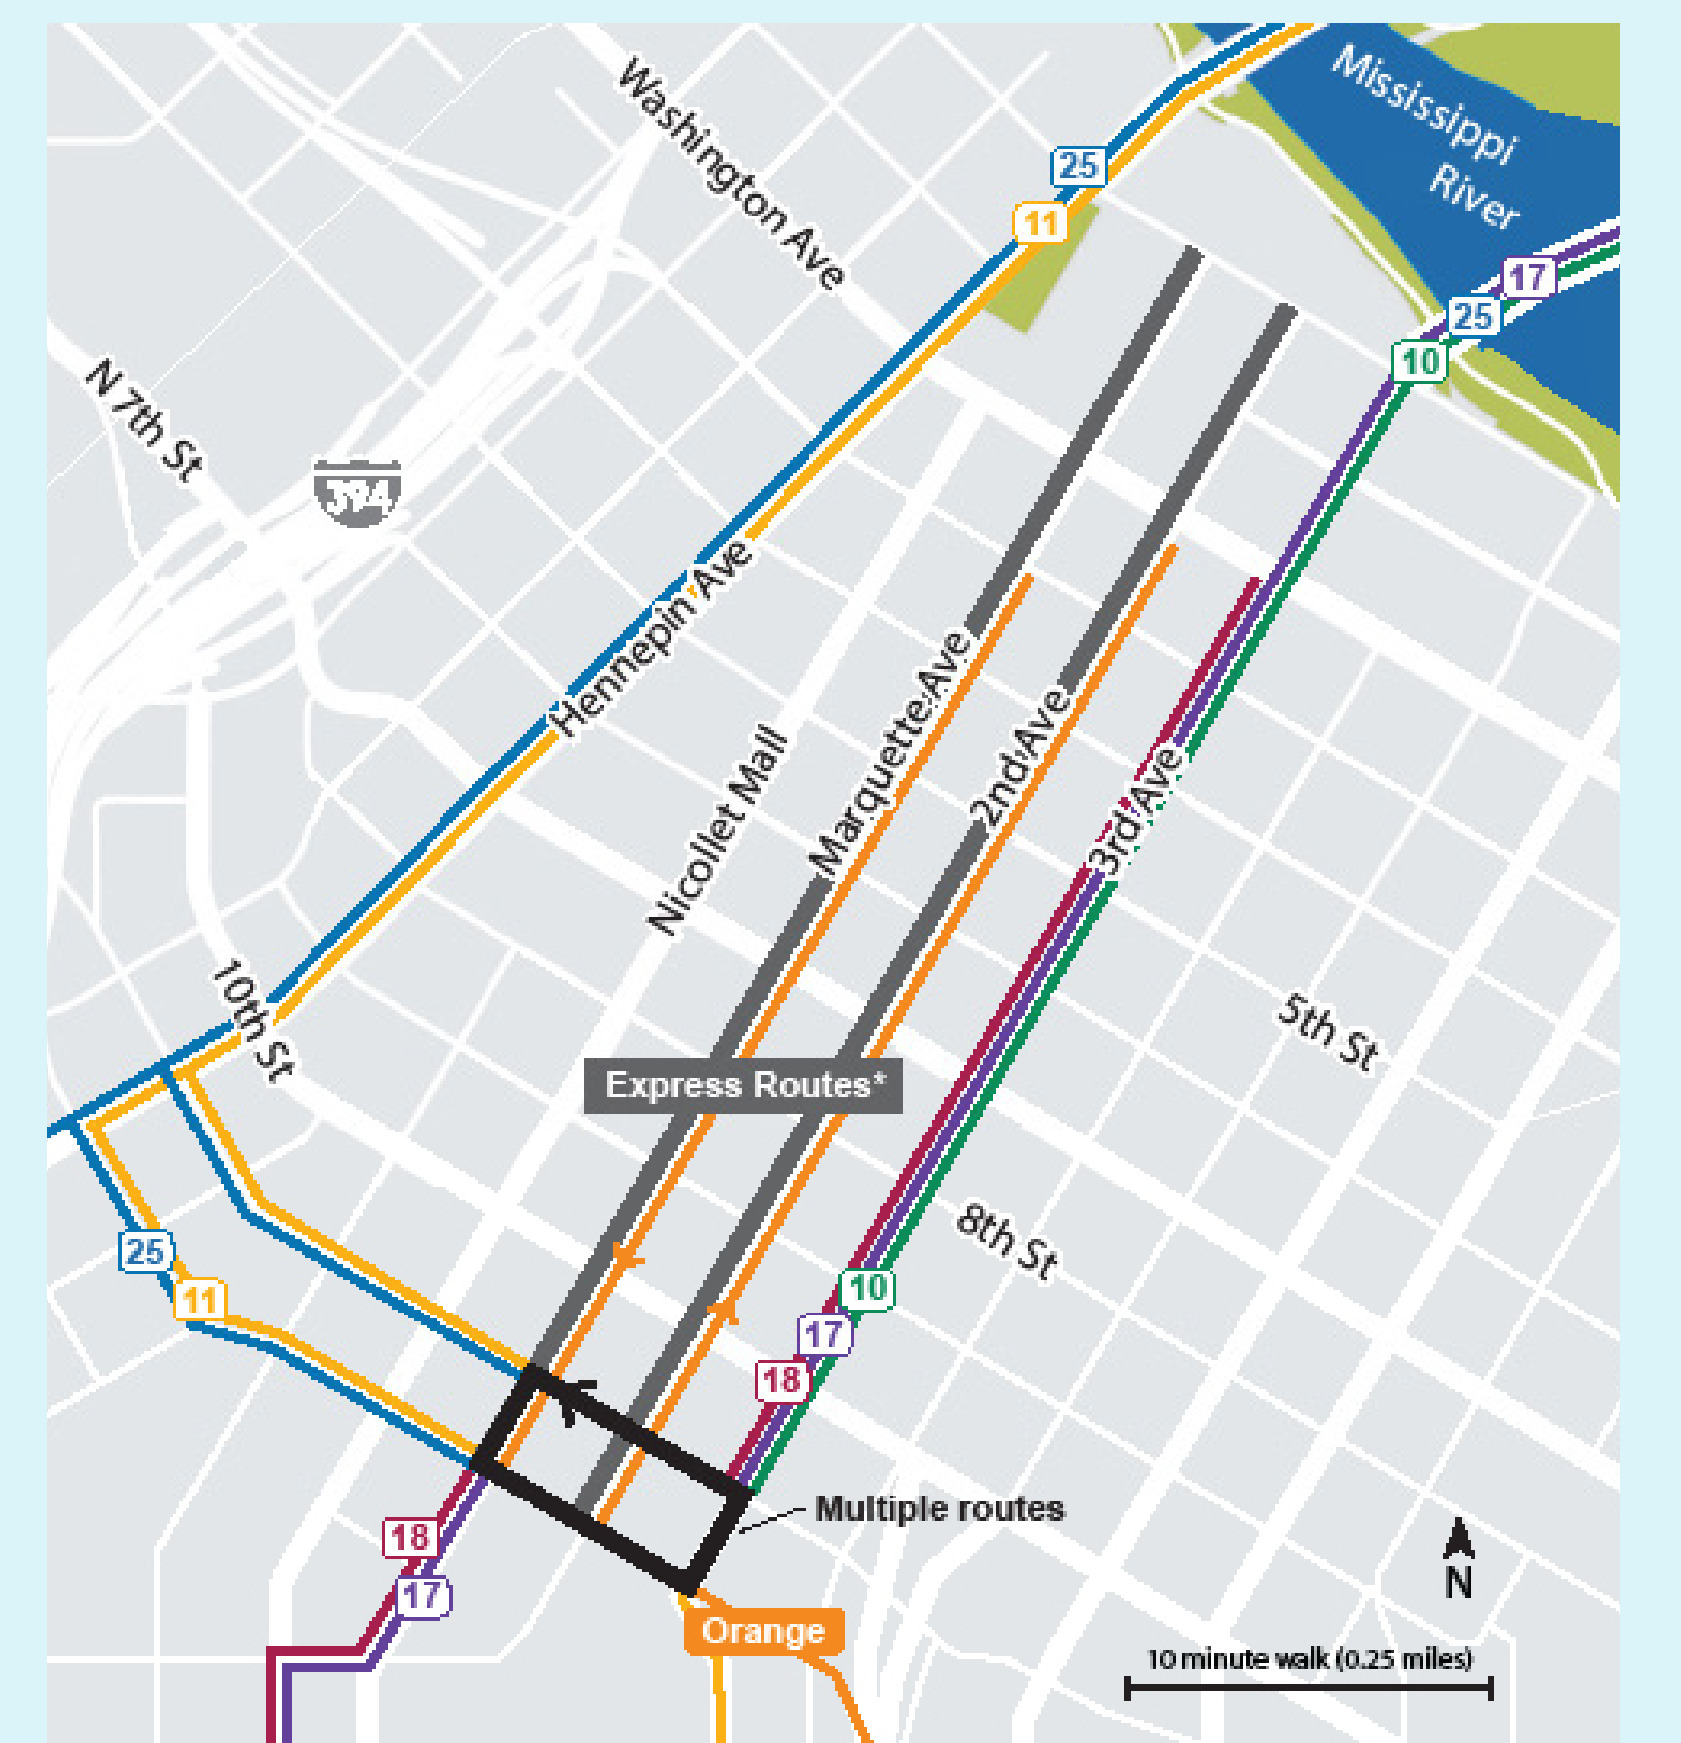 Washington Ave
Mississippi
River
25
11
17
25
10
N 7th St
394
Hennepin Ave
Marquette Ave
2nd Ave
Nicollet Mall
3rd Ave
10th St
5th St
Express Routes*
8th St
25
11
10
17
18
Multiple routes
18
17
N
Orange
10 minute walk (0.25 miles)